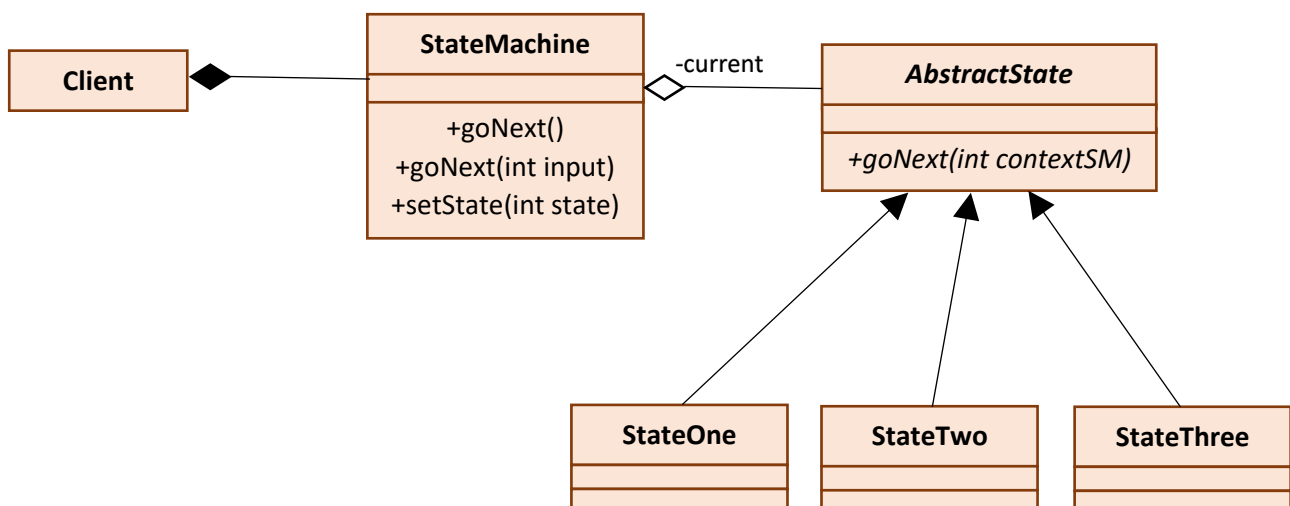 Client
StateMachine
+goNext()
+goNext(int input)
+setState(int state)
-current
AbstractState
+goNext(int contextSM)
StateOne
StateTwo
StateThree